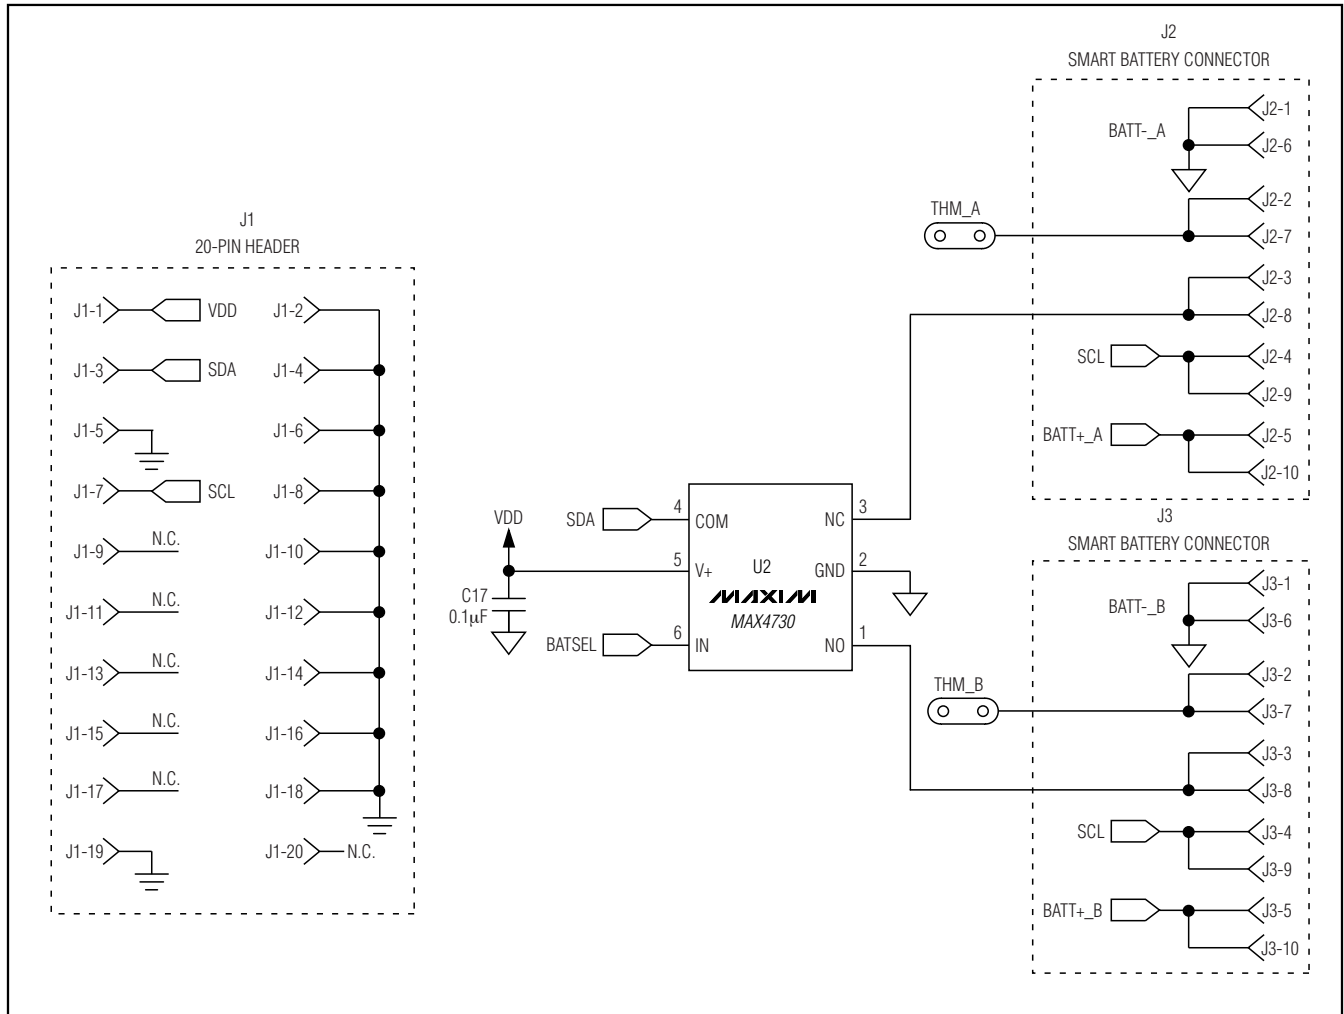 J1
20-PIN HEADER
J1-1 VDD J1-2
J1-3 SDA J1-4
J1-5 J1-6
J1-7 SCL J1-8
J1-9 N.C. J1-10
J1-11 N.C. J1-12
J1-13 N.C. J1-14
J1-15 N.C. J1-16
J1-17 N.C. J1-18
J1-19 J1-20 N.C.
VDD
C17
0.1µF
SDA 4 COM
5 V+
BATSEL 6 IN
U2
MAXIM
MAX4730
NC 3
GND 2
NO 1
J2
SMART BATTERY CONNECTOR
BATT-_A
J2-1
J2-6
THM_A
J2-2
J2-7
J2-3
J2-8
SCL J2-4
J2-9
BATT+_A J2-5
J2-10
J3
SMART BATTERY CONNECTOR
BATT-_B
J3-1
J3-6
THM_B
J3-2
J3-7
J3-3
J3-8
SCL J3-4
J3-9
BATT+_B J3-5
J3-10